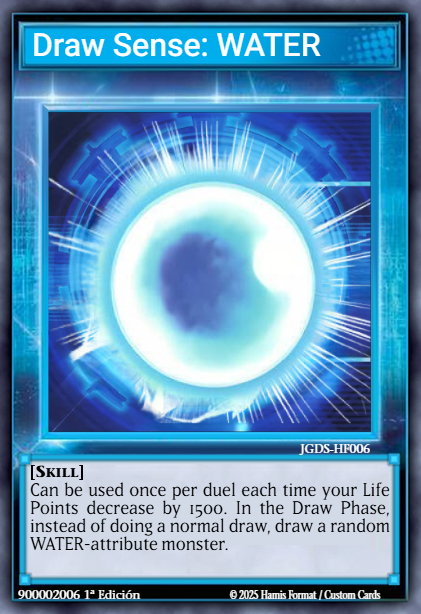 Draw Sense: WATER
JGDS-HF006
[SKILL]
Can be used once per duel each time your Life
Points decrease by 1500. In the Draw Phase,
instead of doing a normal draw, draw a random
WATER-attribute monster.
900002006 1ª Edición
© 2025 Hamis Format / Custom Cards